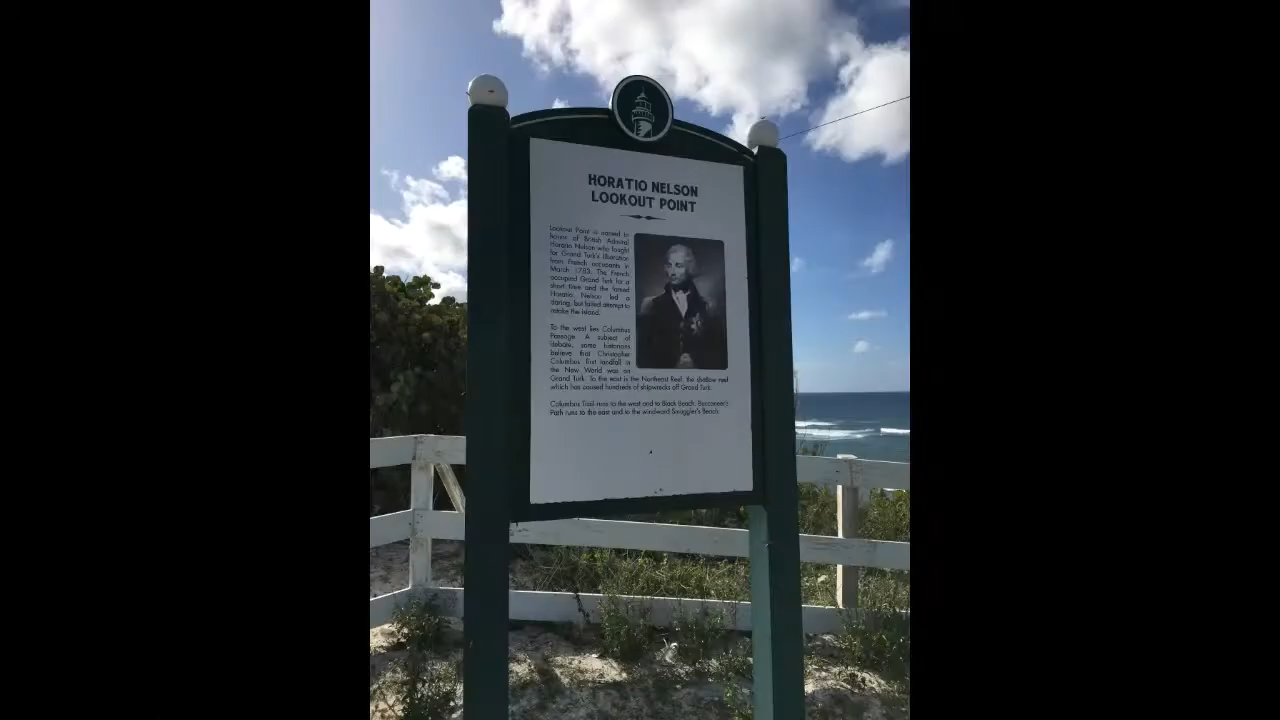 HORATIO NELSON
LOOKOUT POINT
Lookout Point is named in
honor of British Admiral
Horatio Nelson who fought
for Grand Turk's liberation
from French occupants in
March 1783. The French
occupied Grand Turk for a
short time and the famed
Horatio Nelson led a
daring, but failed attempt to
retake the island.
To the west lies Columbus
Passage. A subject of
debate, some historians
believe that Christopher
Columbus' first landfall in
the New World was on
Grand Turk. To the east is the Northeast Reef, the shallow reef
which has caused hundreds of shipwrecks off Grand Turk.
Columbus Trail runs to the west and to Black Beach. Buccaneer's
Path runs to the east and to the windward Smuggler's Beach.